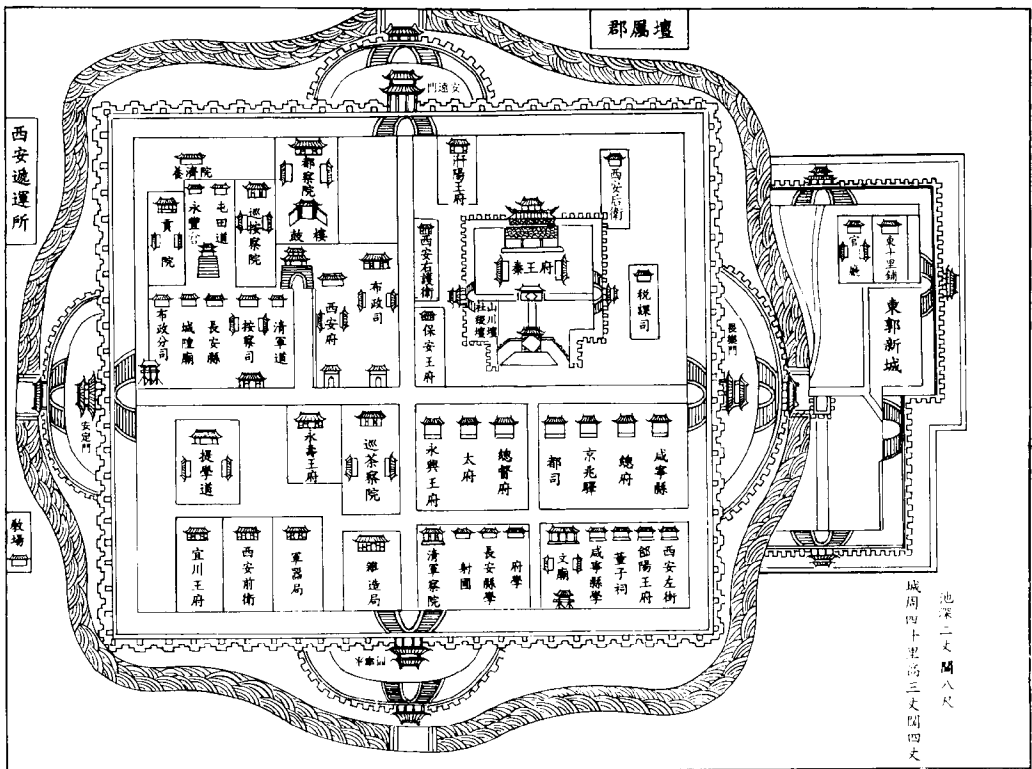 郡厲壇
西安遞運所
安遠門
養濟院
都察院
鼓樓
汧陽王府
西安后衛
貢院
永豐
屯田道
巡按察院
西安右護衛
秦王府
稅課司
官廠
東十里鋪
東郭新城
布政分司
城隍廟
長安縣
按察司
清軍道
西安府
布政司
保安王府
社稷壇
山川壇
長樂門
安定門
提學道
永壽王府
巡茶察院
永興王府
太府
總督府
都司
京兆驛
總府
咸寧縣
教場
宜川王府
西安前衛
軍器局
織造局
清軍察院
射圃
長安縣學
府學
文廟
咸寧縣學
董子祠
郃陽王府
西安左衛
永寧門
池深二丈闊八尺
城周四十里高三丈闊四丈